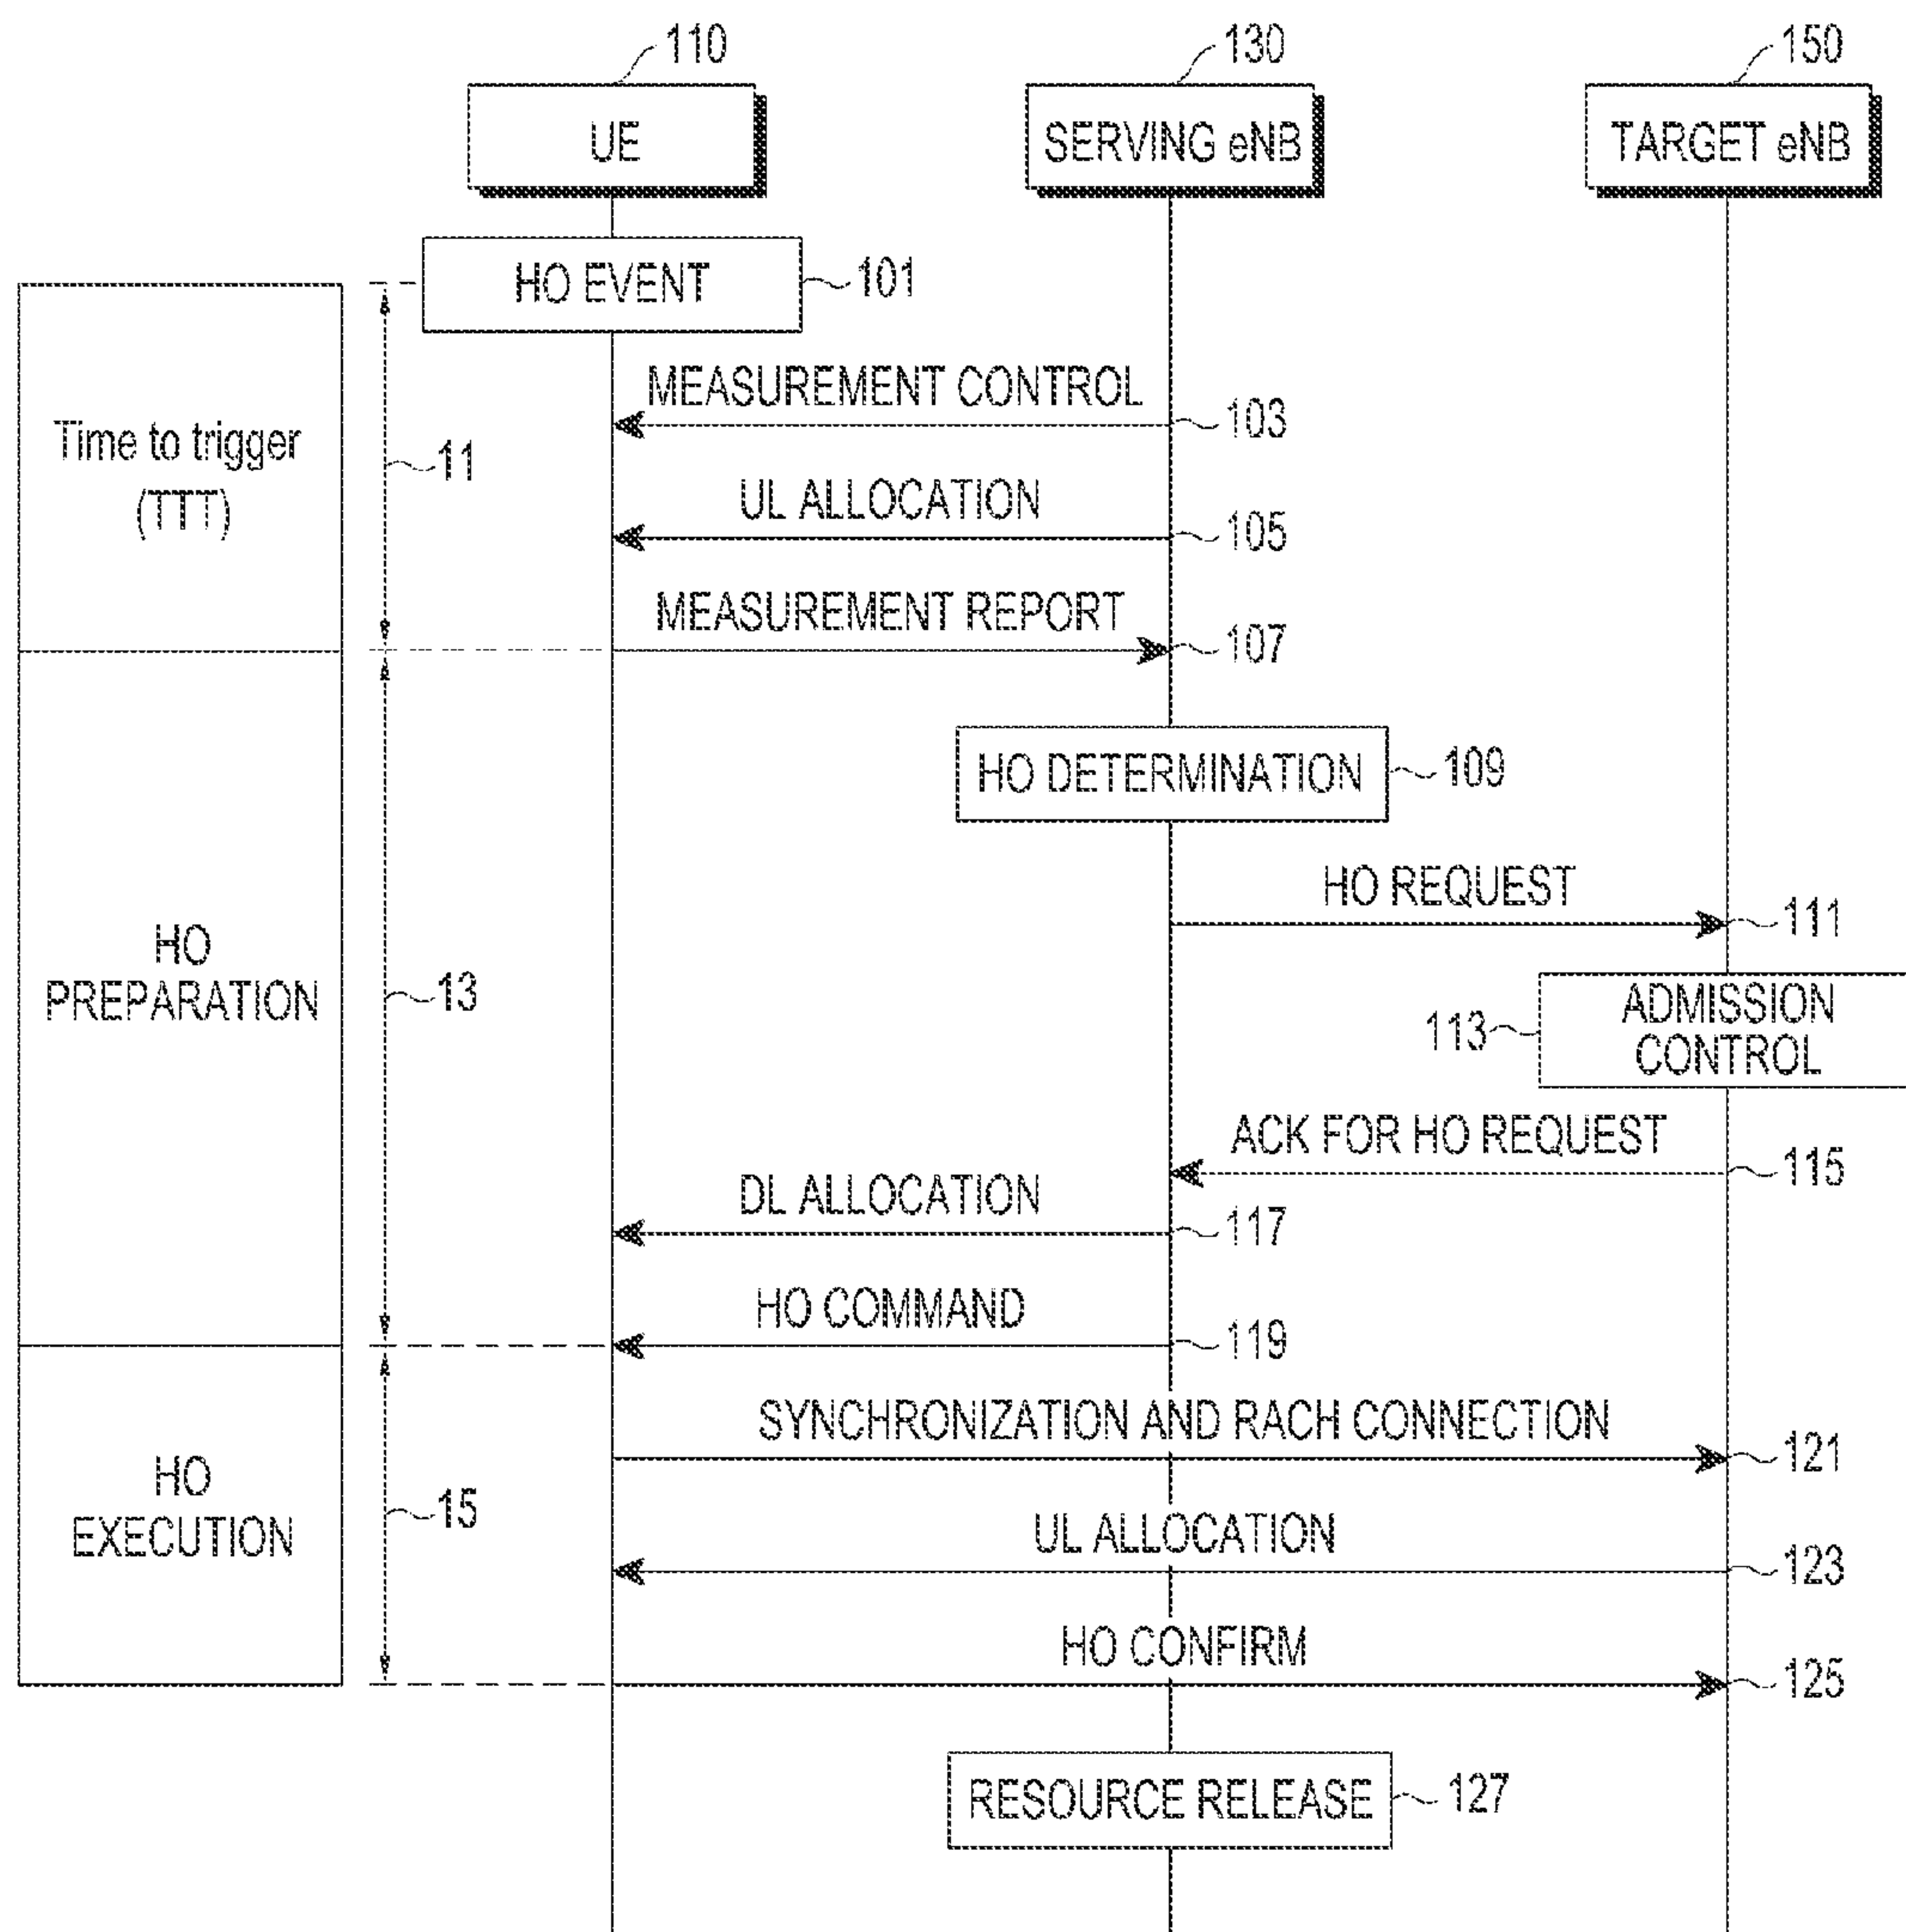 110
130
150
UE
SERVING eNB
TARGET eNB
HO EVENT
101
MEASUREMENT CONTROL
103
Time to trigger
(TTT)
11
UL ALLOCATION
105
MEASUREMENT REPORT
107
HO DETERMINATION
109
HO REQUEST
111
HO
PREPARATION
13
113
ADMISSION
CONTROL
ACK FOR HO REQUEST
115
DL ALLOCATION
117
HO COMMAND
119
SYNCHRONIZATION AND RACH CONNECTION
121
HO
EXECUTION
15
UL ALLOCATION
123
HO CONFIRM
125
RESOURCE RELEASE
127